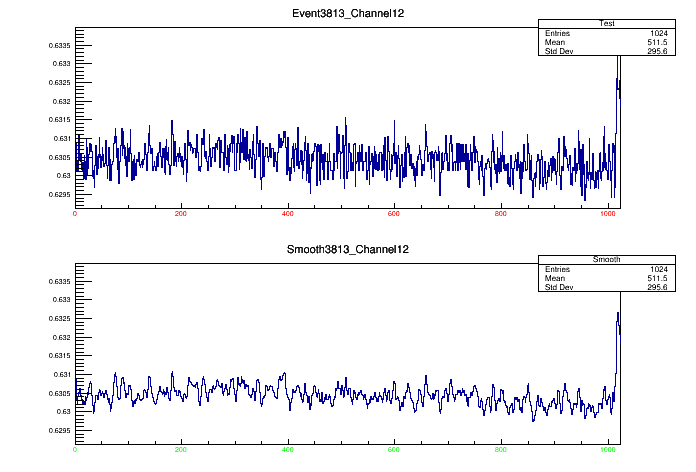 Event3813_Channel12
Test
Entries 1024
Mean 511.5
Std Dev 295.6
0.6335
0.633
0.6325
0.632
0.6315
0.631
0.6305
0.63
0.6295
0 200 400 600 800 1000
Smooth3813_Channel12
Smooth
Entries 1024
Mean 511.5
Std Dev 295.6
0.6335
0.633
0.6325
0.632
0.6315
0.631
0.6305
0.63
0.6295
0 200 400 600 800 1000